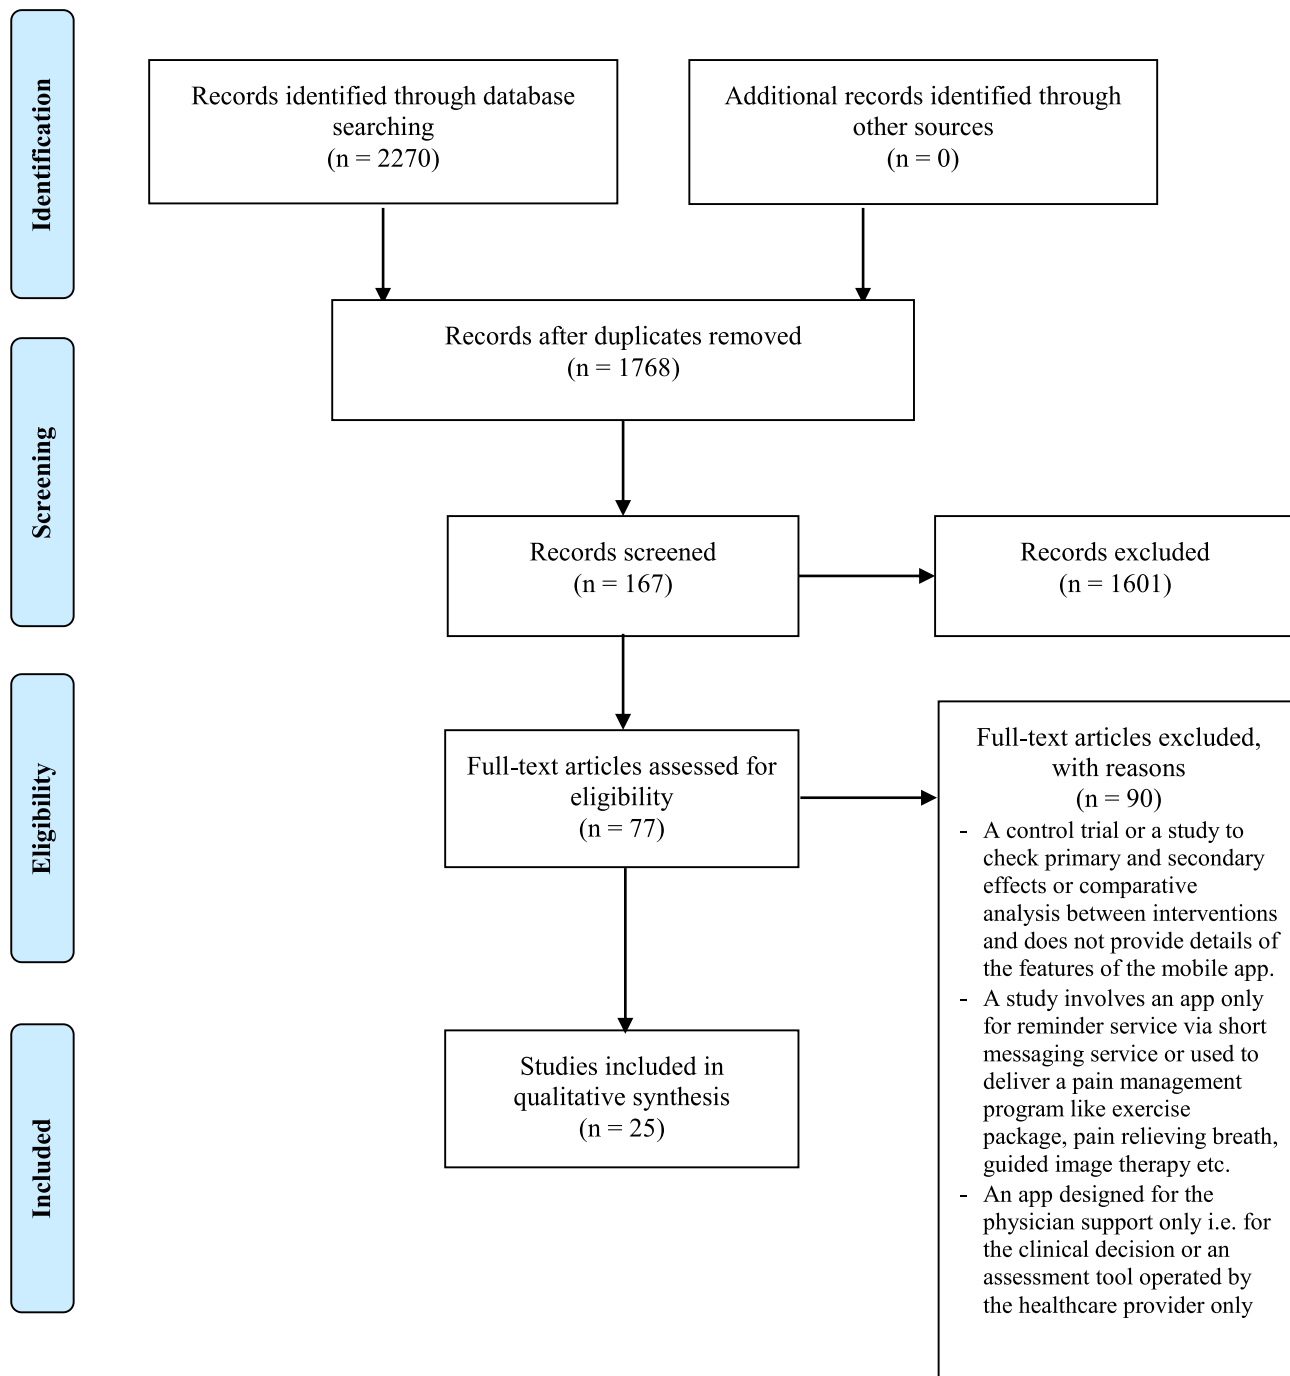 Identification
Records identified through database
searching
(n = 2270)
Additional records identified through
other sources
(n = 0)
Records after duplicates removed
(n = 1768)
Screening
Records screened
(n = 167)
Records excluded
(n = 1601)
Eligibility
Full-text articles assessed for
eligibility
(n = 77)
Full-text articles excluded,
with reasons
(n = 90)
- A control trial or a study to
check primary and secondary
effects or comparative
analysis between interventions
and does not provide details of
the features of the mobile app.
- A study involves an app only
for reminder service via short
messaging service or used to
deliver a pain management
program like exercise
package, pain relieving breath,
guided image therapy etc.
- An app designed for the
physician support only i.e. for
the clinical decision or an
assessment tool operated by
the healthcare provider only
Included
Studies included in
qualitative synthesis
(n = 25)